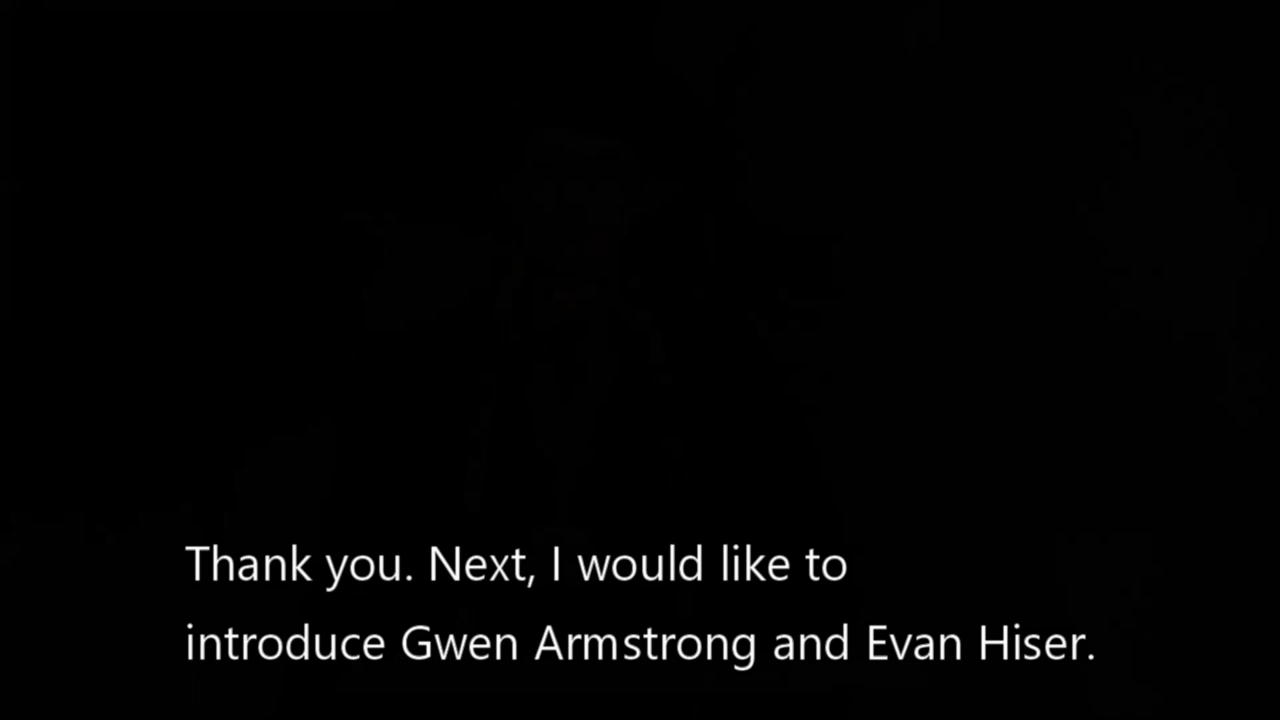 Thank you. Next, I would like to
introduce Gwen Armstrong and Evan Hiser.